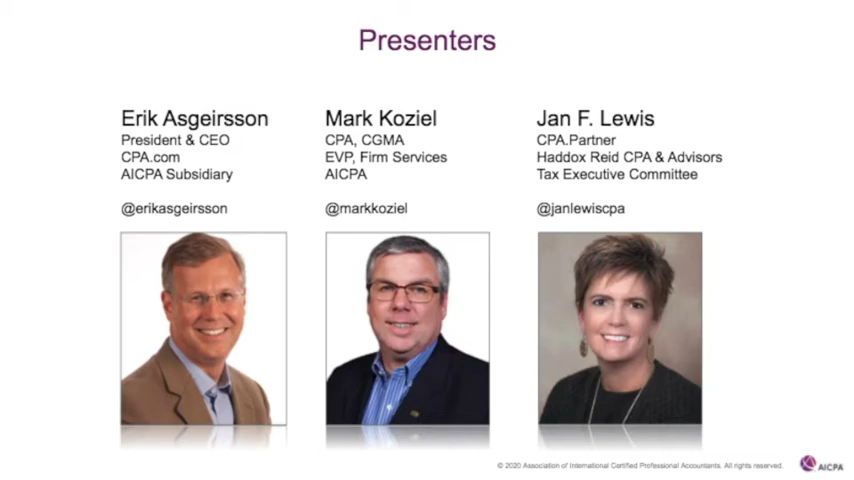 Presenters
Erik Asgeirsson
President & CEO
CPA.com
AICPA Subsidiary
@erikasgeirsson
Mark Koziel
CPA, CGMA
EVP, Firm Services
AICPA
@markkoziel
Jan F. Lewis
CPA.Partner
Haddox Reid CPA & Advisors
Tax Executive Committee
@janlewiscpa
© 2020 Association of International Certified Professional Accountants. All rights reserved.
AICPA